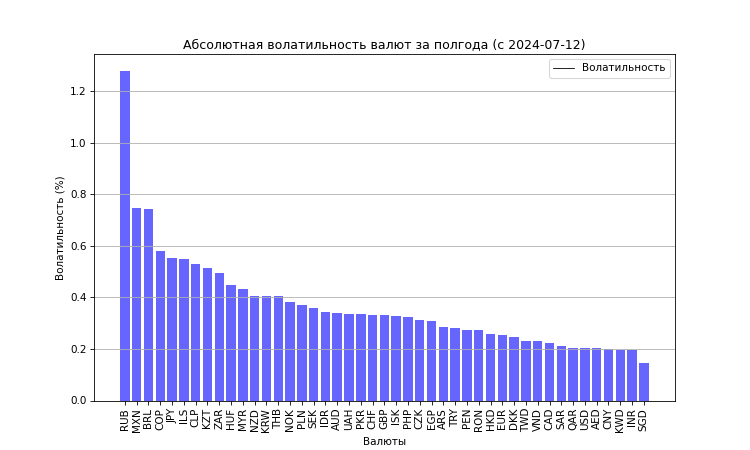 Абсолютная волатильность валют за полгода (с 2024-07-12)
Волатильность
1.2
1.0
0.8
0.6
0.4
0.2
0.0
Волатильность (%)
RUB MXN BRL COP JPY ILS CLP KZT ZAR HUF MYR NZD KRW THB NOK PLN SEK IDR AUD UAH PKR CHF GBP ISK PHP CZK EGP ARS TRY PEN RON HKD EUR DKK TWD VND CAD SAR QAR USD AED CNY KWD INR SGD
Валюты